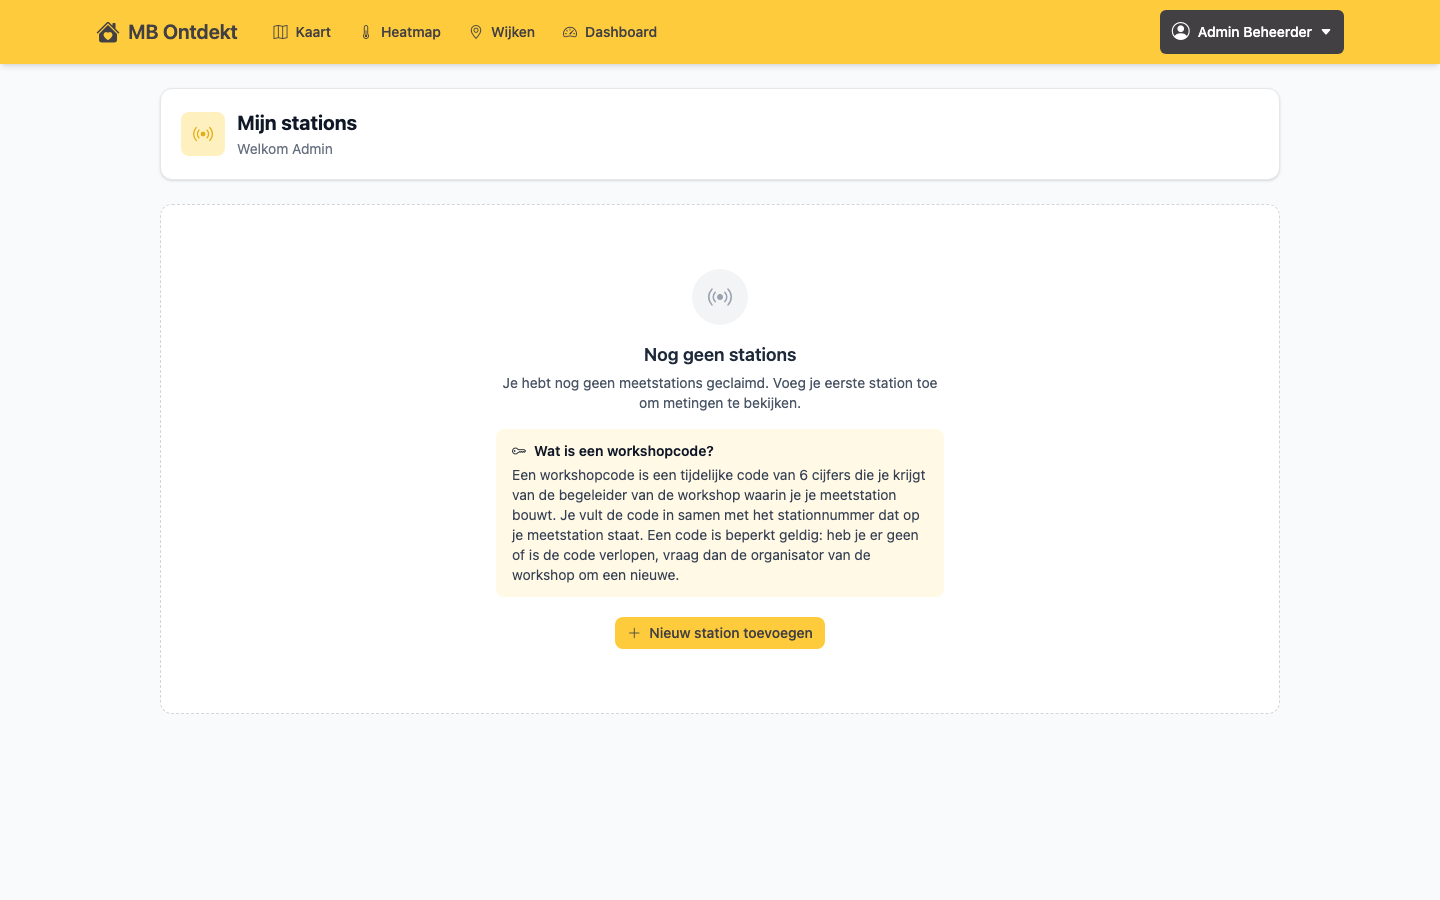 MB Ontdekt
Kaart
Heatmap
Wijken
Dashboard
Admin Beheerder
Mijn stations
Welkom Admin
Nog geen stations
Je hebt nog geen meetstations geclaimd. Voeg je eerste station toe
om metingen te bekijken.
Wat is een workshopcode?
Een workshopcode is een tijdelijke code van 6 cijfers die je krijgt
van de begeleider van de workshop waarin je je meetstation
bouwt. Je vult de code in samen met het stationnummer dat op
je meetstation staat. Een code is beperkt geldig: heb je er geen
of is de code verlopen, vraag dan de organisator van de
workshop om een nieuwe.
Nieuw station toevoegen